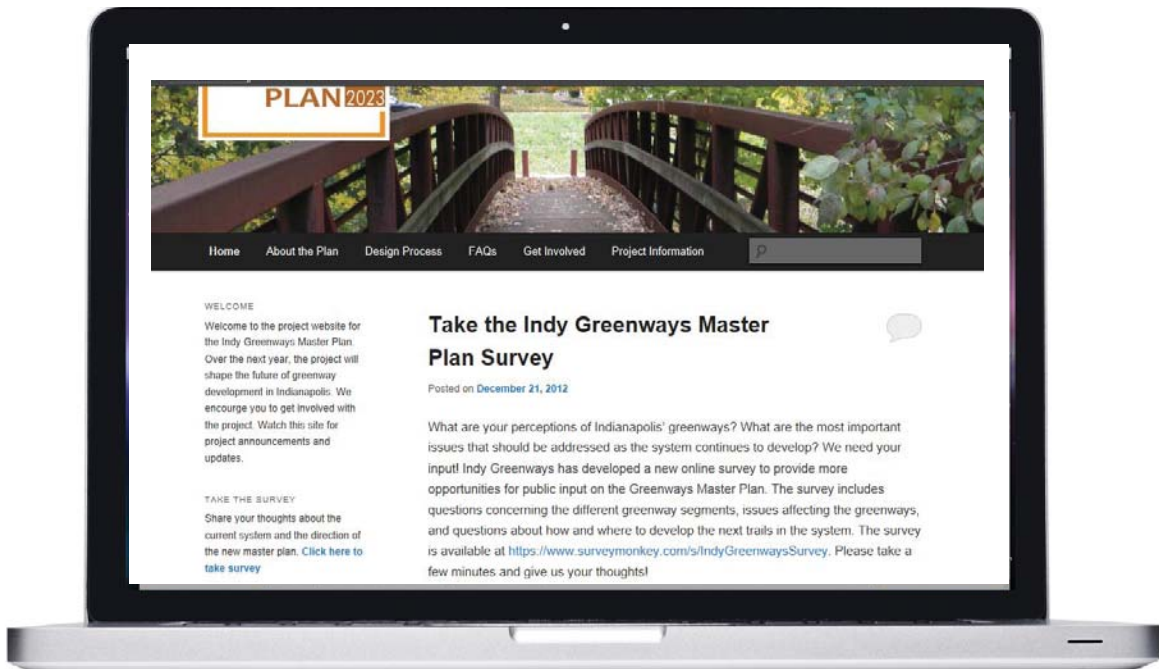 PLAN 2023
Home About the Plan Design Process FAQs Get Involved Project Information
WELCOME
Welcome to the project website for
the Indy Greenways Master Plan.
Over the next year, the project will
shape the future of greenway
development in Indianapolis. We
encourge you to get involved with
the project. Watch this site for
project announcements and
updates.
TAKE THE SURVEY
Share your thoughts about the
current system and the direction of
the new master plan. Click here to
take survey
Take the Indy Greenways Master
Plan Survey
Posted on December 21, 2012
What are your perceptions of Indianapolis' greenways? What are the most important
issues that should be addressed as the system continues to develop? We need your
input! Indy Greenways has developed a new online survey to provide more
opportunities for public input on the Greenways Master Plan. The survey includes
questions concerning the different greenway segments, issues affecting the greenways,
and questions about how and where to develop the next trails in the system. The survey
is available at https://www.surveymonkey.com/s/IndyGreenwaysSurvey. Please take a
few minutes and give us your thoughts!